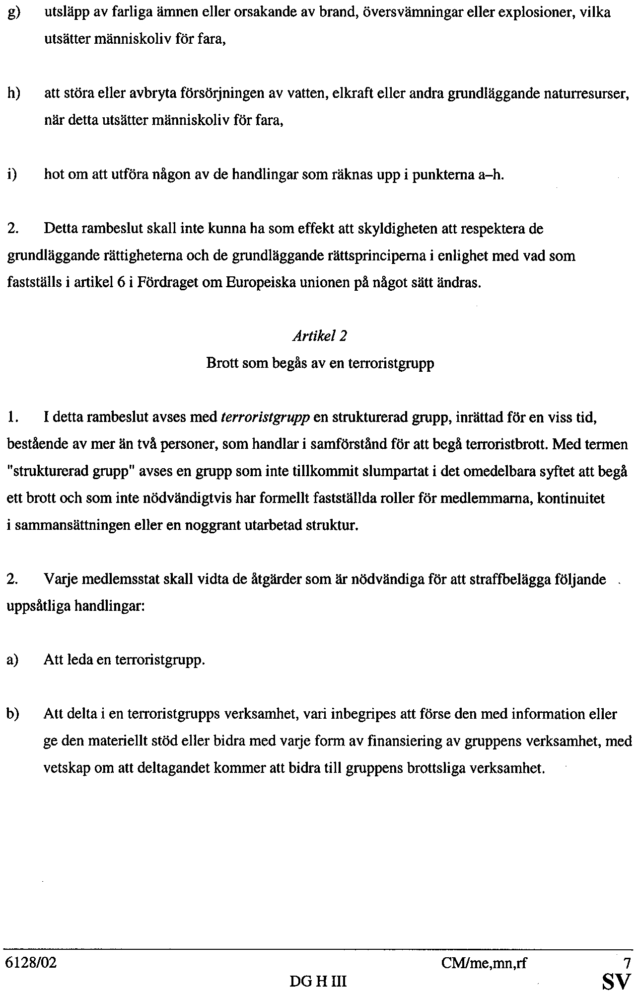 g) utsläpp av farliga ämnen eller orsakande av brand, översvämningar eller explosioner, vilka
utsätter människoliv för fara,
h) att störa eller avbryta försörjningen av vatten, elkraft eller andra grundläggande naturresurser,
när detta utsätter människoliv för fara,
i) hot om att utföra någon av de handlingar som räknas upp i punkterna a–h.
2. Detta rambeslut skall inte kunna ha som effekt att skyldigheten att respektera de
grundläggande rättigheterna och de grundläggande rättsprinciperna i enlighet med vad som
fastställs i artikel 6 i Fördraget om Europeiska unionen på något sätt ändras.
Artikel 2
Brott som begås av en terroristgrupp
1. I detta rambeslut avses med terroristgrupp en strukturerad grupp, inrättad för en viss tid,
bestående av mer än två personer, som handlar i samförstånd för att begå terroristbrott. Med termen
"strukturerad grupp" avses en grupp som inte tillkommit slumpartat i det omedelbara syftet att begå
ett brott och som inte nödvändigtvis har formellt fastställda roller för medlemmarna, kontinuitet
i sammansättningen eller en noggrant utarbetad struktur.
2. Varje medlemsstat skall vidta de åtgärder som är nödvändiga för att straffbelägga följande
uppsåtliga handlingar:
a) Att leda en terroristgrupp.
b) Att delta i en terroristgrupps verksamhet, vari inbegripes att förse den med information eller
ge den materiellt stöd eller bidra med varje form av finansiering av gruppens verksamhet, med
vetskap om att deltagandet kommer att bidra till gruppens brottsliga verksamhet.
6128/02 CM/me,mn,rf 7
DG H III SV